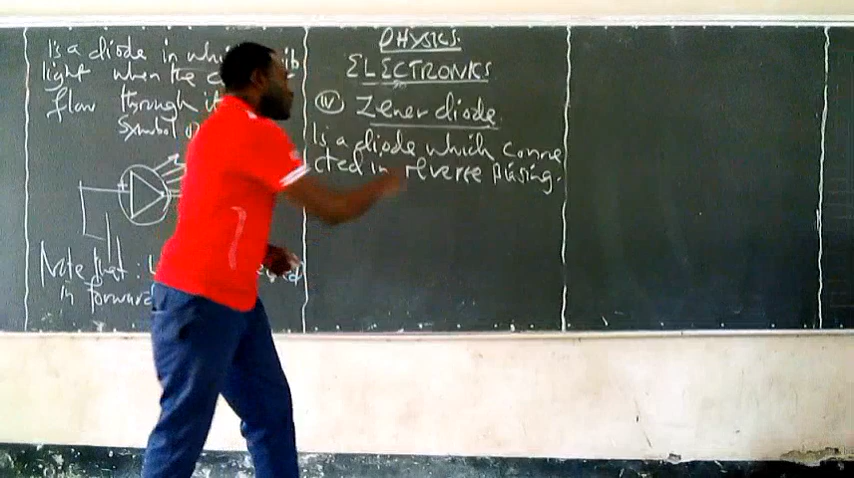 Is a diode in whi
light when the c
flow through it
Symbol o
+
Note that :
in forward
PHYSICS.
ELECTRONICS
(iv) Zener diode.
Is a diode which conne
cted in reverse biasing.